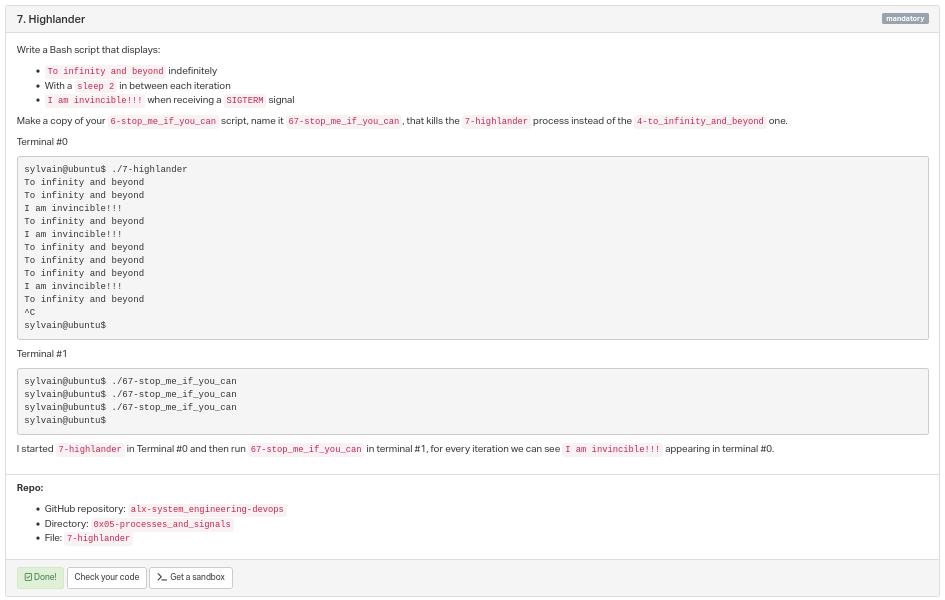 7. Highlander
mandatory
Write a Bash script that displays:
• To infinity and beyond indefinitely
• With a sleep 2 in between each iteration
• I am invincible!!! when receiving a SIGTERM signal
Make a copy of your 6-stop_me_if_you_can script, name it 67-stop_me_if_you_can, that kills the 7-highlander process instead of the 4-to_infinity_and_beyond one.
Terminal #0
sylvain@ubuntu$ ./7-highlander
To infinity and beyond
To infinity and beyond
I am invincible!!!
To infinity and beyond
I am invincible!!!
To infinity and beyond
To infinity and beyond
To infinity and beyond
I am invincible!!!
To infinity and beyond
^C
sylvain@ubuntu$
Terminal #1
sylvain@ubuntu$ ./67-stop_me_if_you_can
sylvain@ubuntu$ ./67-stop_me_if_you_can
sylvain@ubuntu$ ./67-stop_me_if_you_can
sylvain@ubuntu$
I started 7-highlander in Terminal #0 and then run 67-stop_me_if_you_can in terminal #1, for every iteration we can see I am invincible!!! appearing in terminal #0.
Repo:
• GitHub repository: alx-system_engineering-devops
• Directory: 0x05-processes_and_signals
• File: 7-highlander
Done! Check your code >_ Get a sandbox